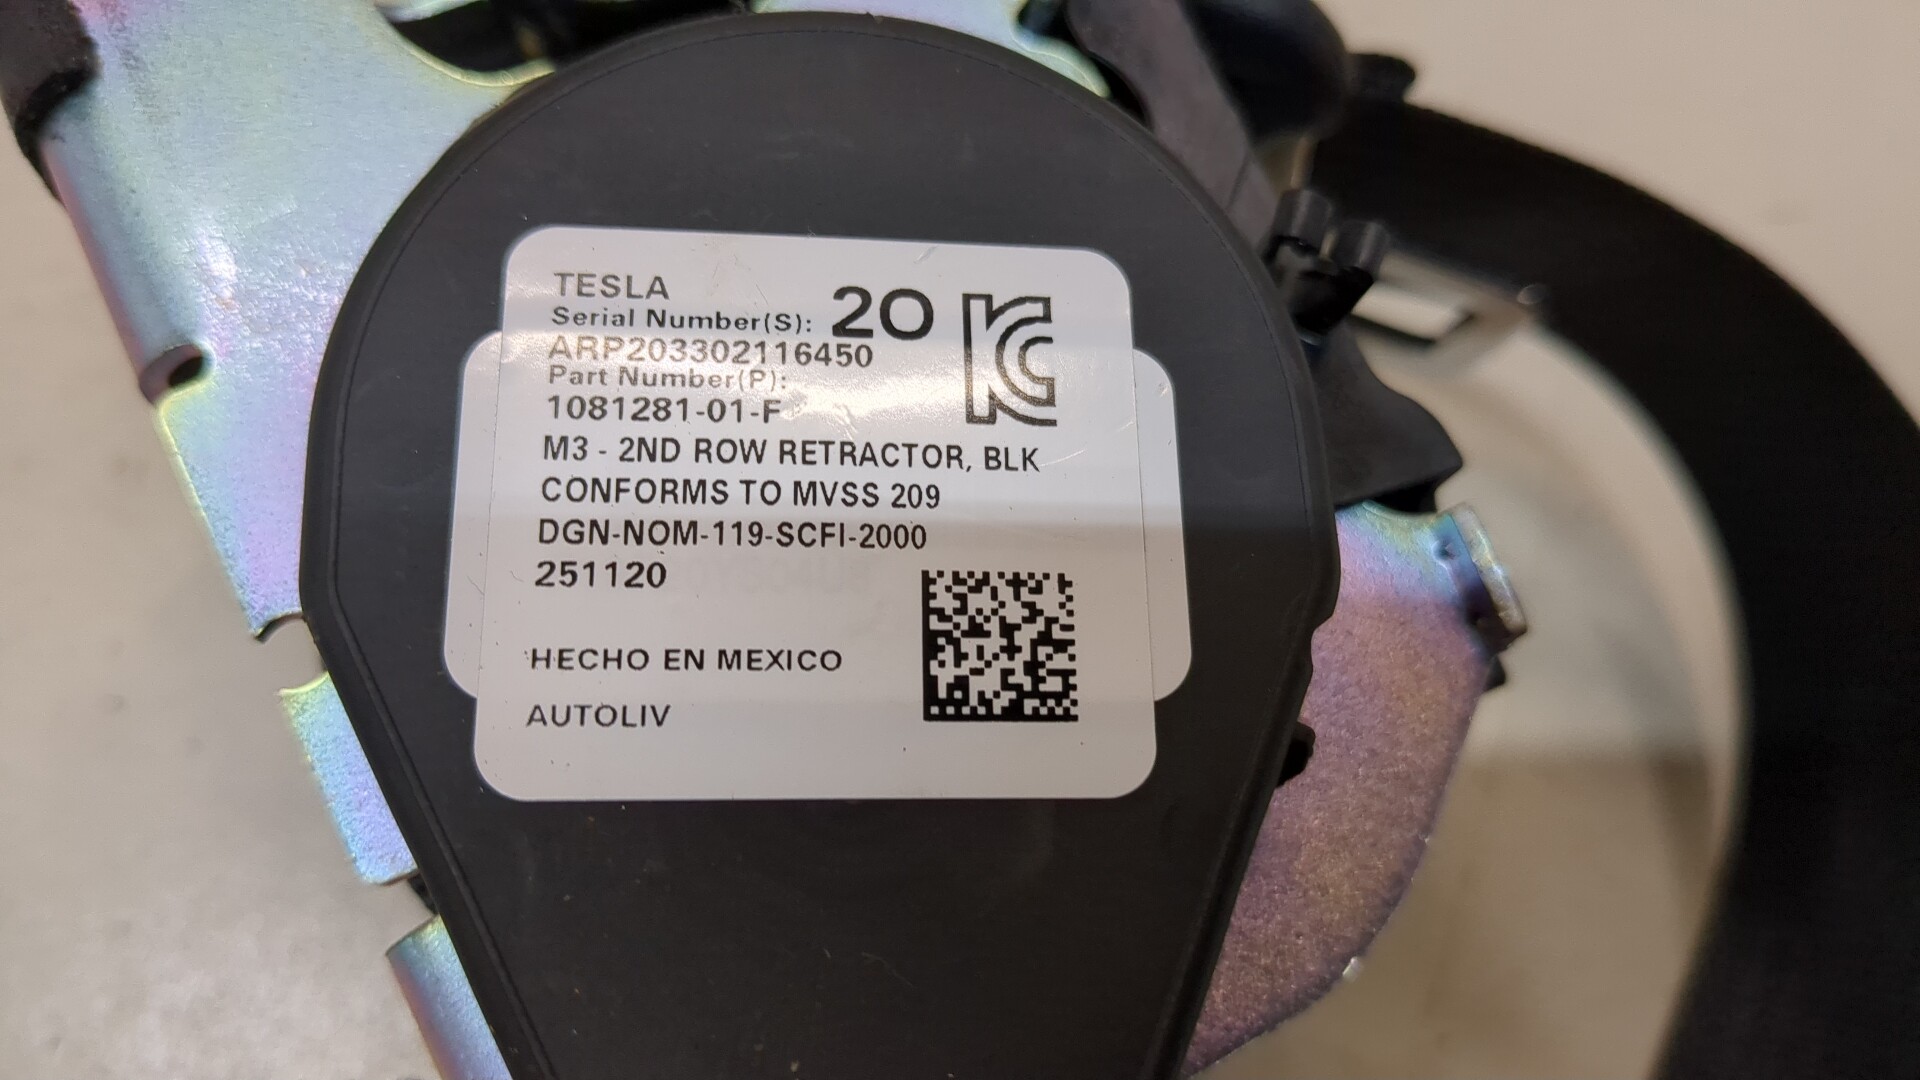 TESLA
Serial Number(S): 20
ARP203302116450
Part Number(P):
1081281-01-F
M3 - 2ND ROW RETRACTOR, BLK
CONFORMS TO MVSS 209
DGN-NOM-119-SCFI-2000
251120
HECHO EN MEXICO
AUTOLIV